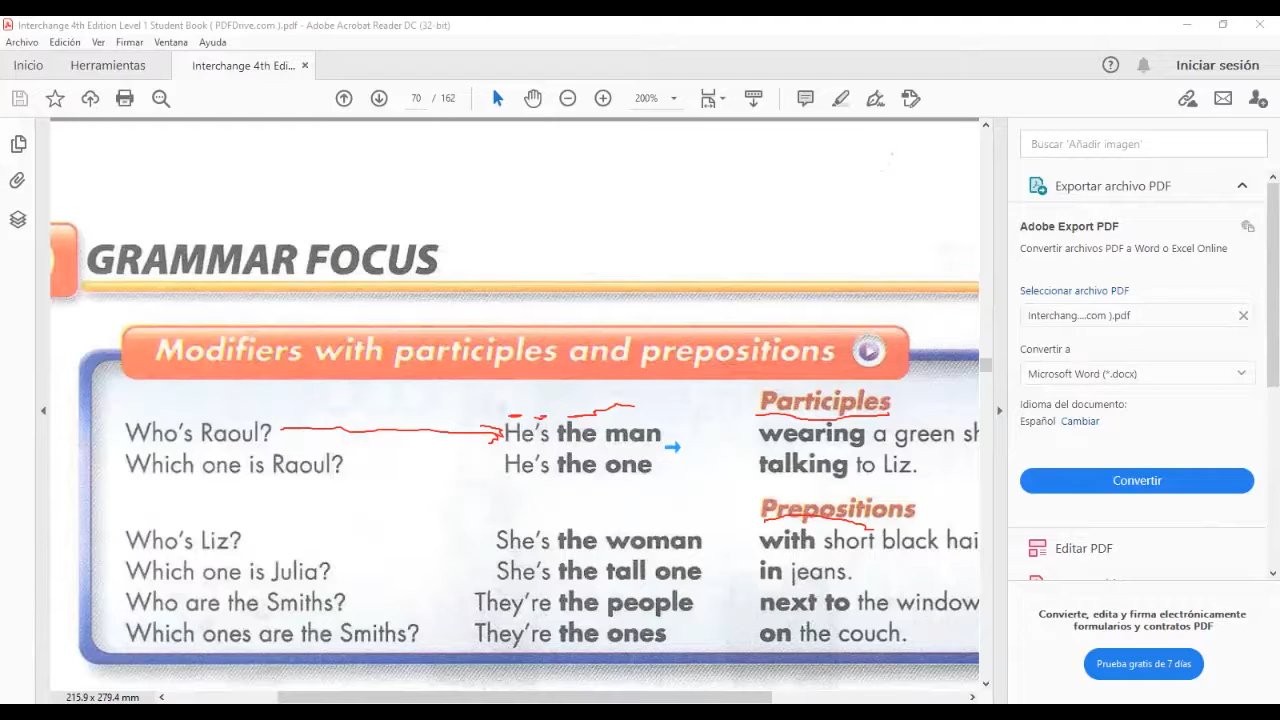 Interchange 4th Edition Level 1 Student Book ( PDFDrive.com ).pdf - Adobe Acrobat Reader DC (32-bit)
Archivo Edición Ver Firmar Ventana Ayuda
Inicio Herramientas Interchange 4th Edi... × Iniciar sesión
70 / 162 200%
Buscar 'Añadir imagen'
Exportar archivo PDF
Adobe Export PDF
Convertir archivos PDF a Word o Excel Online
Seleccionar archivo PDF
Interchang....com ).pdf
Convertir a
Microsoft Word (*.docx)
Idioma del documento:
Español Cambiar
Convertir
Editar PDF
Convierte, edita y firma electrónicamente
formularios y contratos PDF
Prueba gratis de 7 días
GRAMMAR FOCUS
Modifiers with participles and prepositions
Participles
Who's Raoul? He's the man wearing a green
Which one is Raoul? He's the one talking to Liz.
Prepositions
Who's Liz? She's the woman with short black
Which one is Julia? She's the tall one in jeans.
Who are the Smiths? They're the people next to the window
Which ones are the Smiths? They're the ones on the couch.
215.9 x 279.4 mm